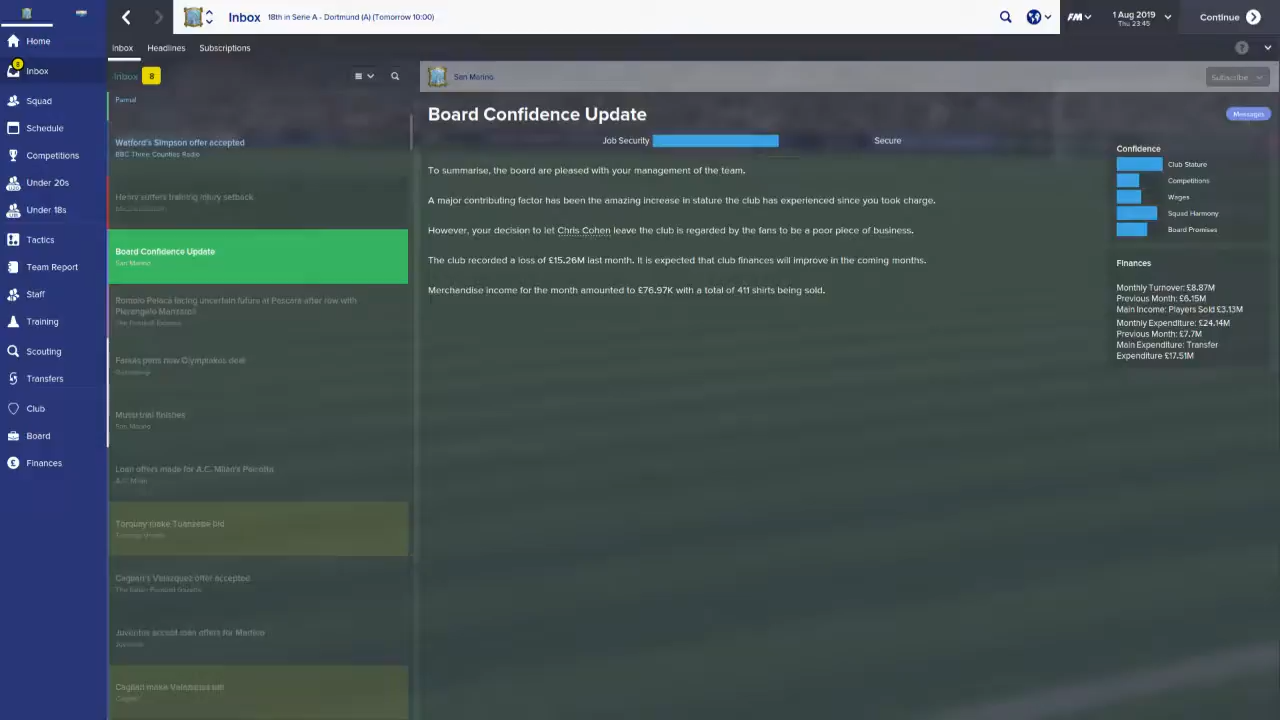 Inbox
18th in Serie A - Dortmund (A) (Tomorrow 10:00)
FM
1 Aug 2019
Thu 23:45
Continue
Home
8
Inbox
Squad
Schedule
Competitions
Under 20s
Under 18s
Tactics
Team Report
Staff
Training
Scouting
Transfers
Club
Board
Finances
Inbox
Headlines
Subscriptions
?
Inbox
8
Watford's Simpson offer accepted
BBC Three Counties Radio
Henry suffers training injury setback
Board Confidence Update
San Marino
Romolo Pelaca facing uncertain future at Pescara after row with
Pierangelo
pens new Olympiakos deal
trial finishes
San Marino
Loan offers made for A.C. Milan's
A.C. Milan
Torquay make bid
Cagliari's Velazquez offer accepted
Juventus accept loan offers for Martino
Juventus
Cagliari make
Cagliari
San Marino
Subscribe
Board Confidence Update
Messages
Job Security
Secure
To summarise, the board are pleased with your management of the team.
A major contributing factor has been the amazing increase in stature the club has experienced since you took charge.
However, your decision to let Chris Cohen leave the club is regarded by the fans to be a poor piece of business.
The club recorded a loss of £15.26M last month. It is expected that club finances will improve in the coming months.
Merchandise income for the month amounted to £76.97K with a total of 411 shirts being sold.
Confidence
Club Stature
Competitions
Wages
Squad Harmony
Board Promises
Finances
Monthly Turnover: £8.87M
Previous Month: £6.15M
Main Income: Players Sold £3.13M
Monthly Expenditure: £24.14M
Previous Month: £7.7M
Main Expenditure: Transfer
Expenditure £17.51M